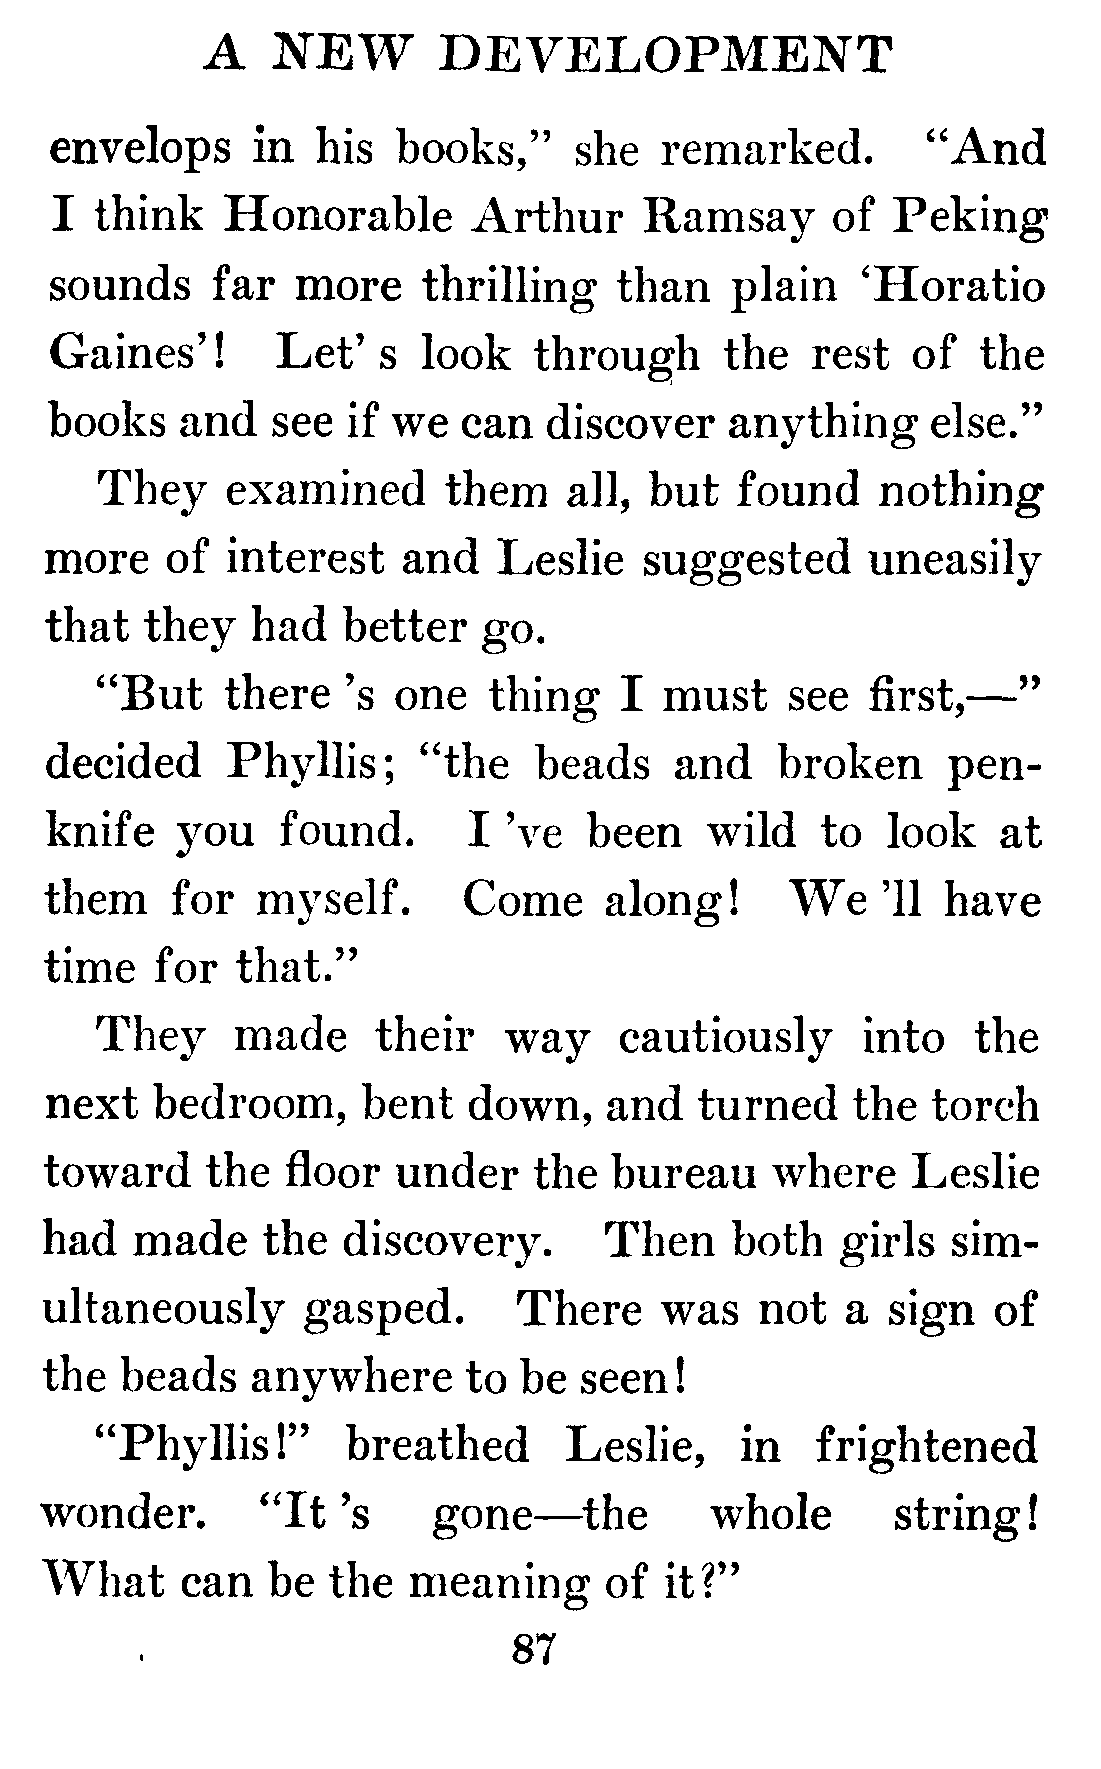 A NEW DEVELOPMENT
envelops in his books,” she remarked. “And
I think Honorable Arthur Ramsay of Peking
sounds far more thrilling than plain ‘Horatio
Gaines’! Let’ s look through the rest of the
books and see if we can discover anything else.”
They examined them all, but found nothing
more of interest and Leslie suggested uneasily
that they had better go.
“But there ’s one thing I must see first,—”
decided Phyllis; “the beads and broken pen-
knife you found. I ’ve been wild to look at
them for myself. Come along! We ’ll have
time for that.”
They made their way cautiously into the
next bedroom, bent down, and turned the torch
toward the floor under the bureau where Leslie
had made the discovery. Then both girls sim-
ultaneously gasped. There was not a sign of
the beads anywhere to be seen!
“Phyllis!” breathed Leslie, in frightened
wonder. “It ’s gone—the whole string!
What can be the meaning of it?”
87